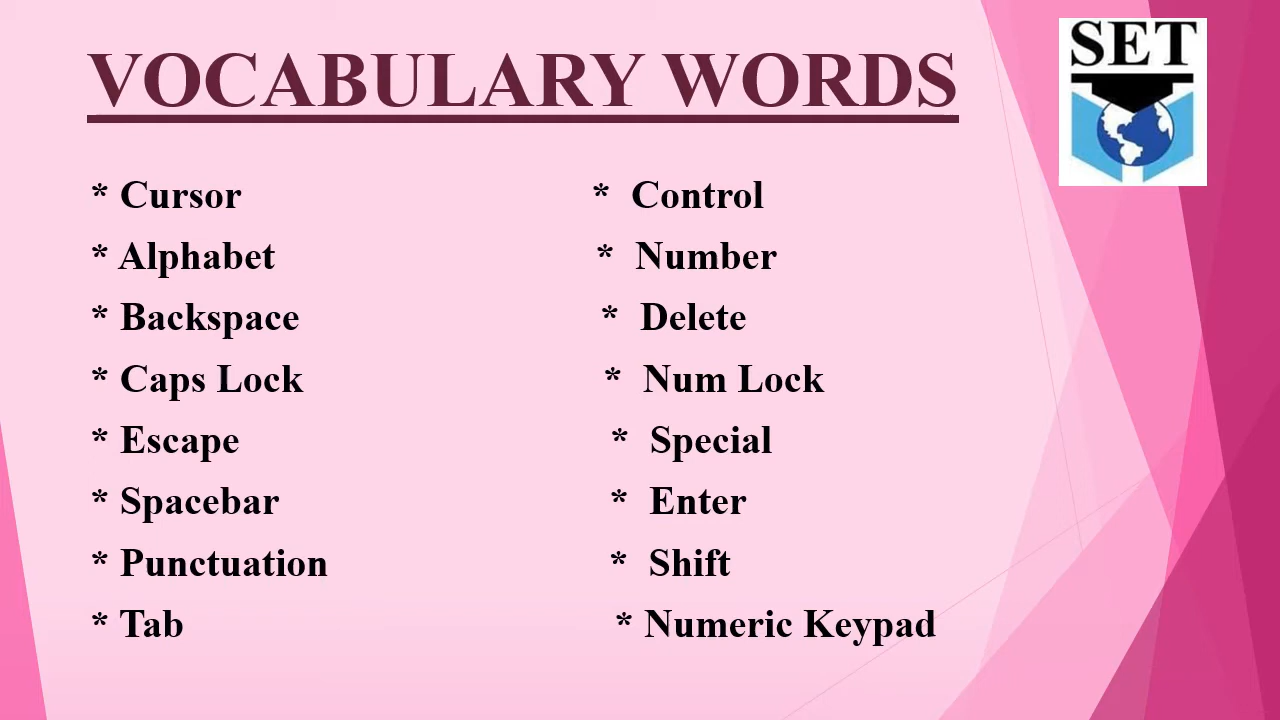 VOCABULARY WORDS
SET
* Cursor * Control
* Alphabet * Number
* Backspace * Delete
* Caps Lock * Num Lock
* Escape * Special
* Spacebar * Enter
* Punctuation * Shift
* Tab * Numeric Keypad